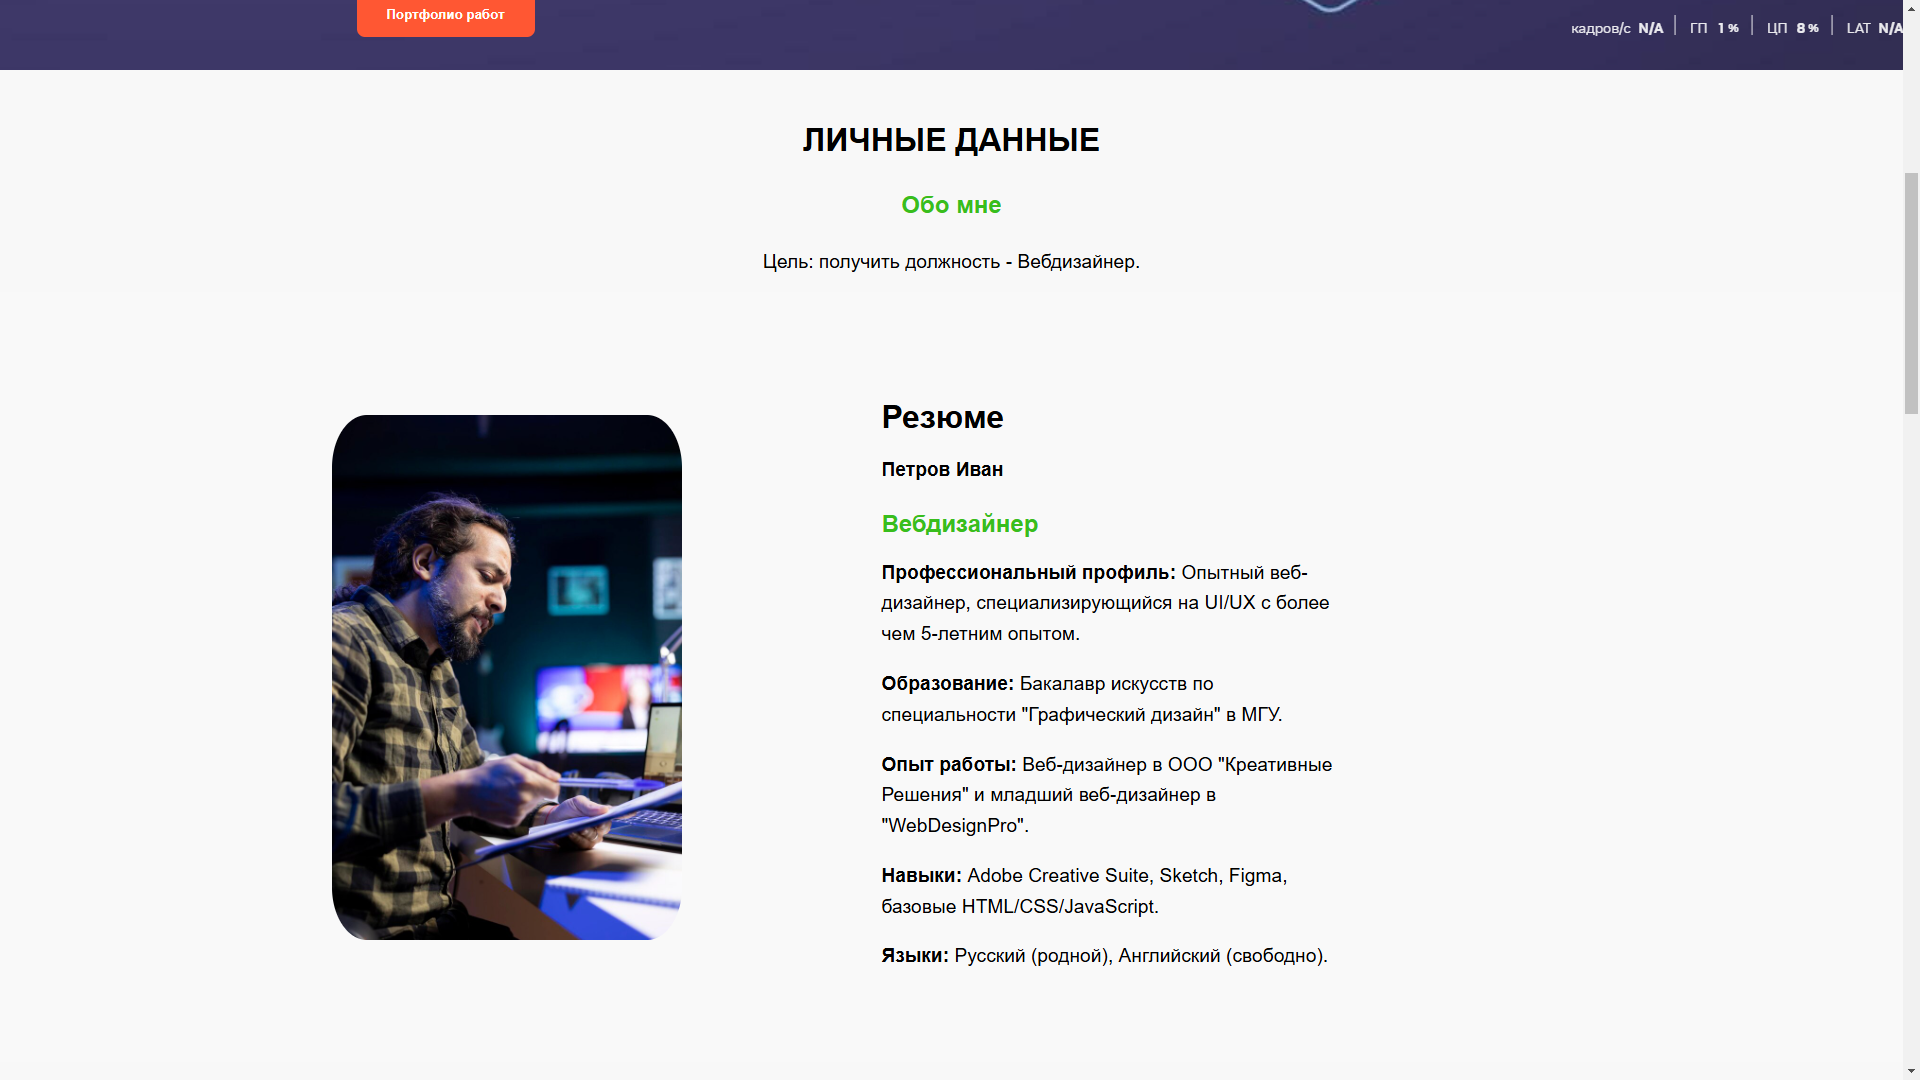 Портфолио работ
кадров/с N/A | ГП 1 % | ЦП 8 % | LAT N/A
ЛИЧНЫЕ ДАННЫЕ
Обо мне
Цель: получить должность - Вебдизайнер.
Резюме
Петров Иван
Вебдизайнер
Профессиональный профиль: Опытный веб-
дизайнер, специализирующийся на UI/UX с более
чем 5-летним опытом.
Образование: Бакалавр искусств по
специальности "Графический дизайн" в МГУ.
Опыт работы: Веб-дизайнер в ООО "Креативные
Решения" и младший веб-дизайнер в
"WebDesignPro".
Навыки: Adobe Creative Suite, Sketch, Figma,
базовые HTML/CSS/JavaScript.
Языки: Русский (родной), Английский (свободно).